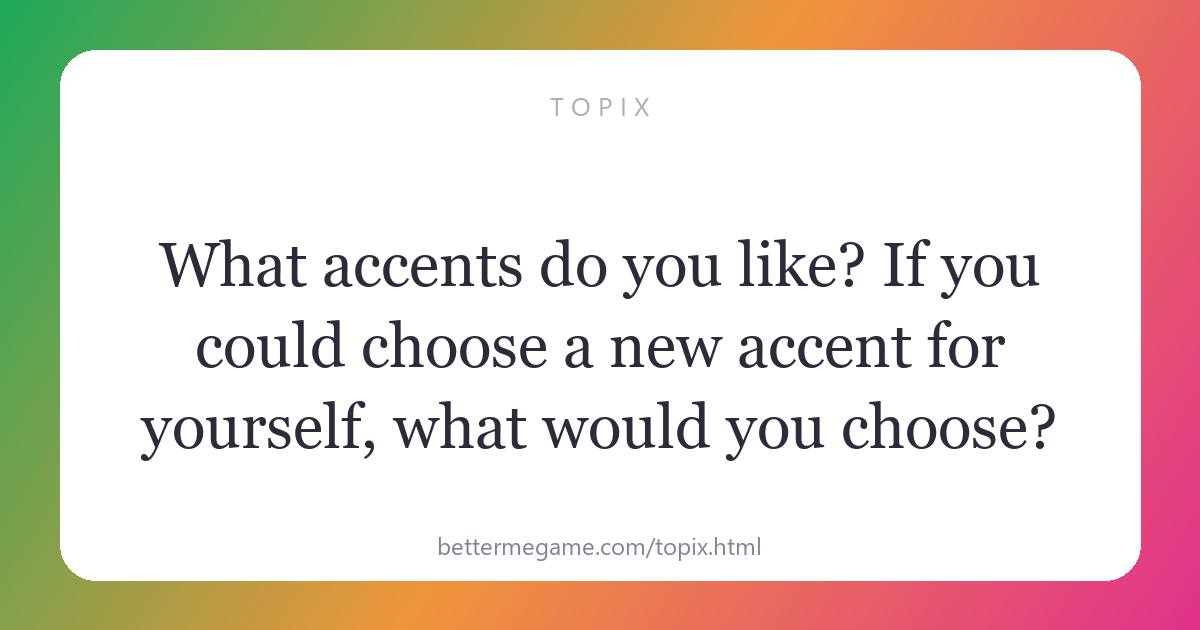 TOPIX
What accents do you like? If you
could choose a new accent for
yourself, what would you choose?
bettermegame.com/topix.html